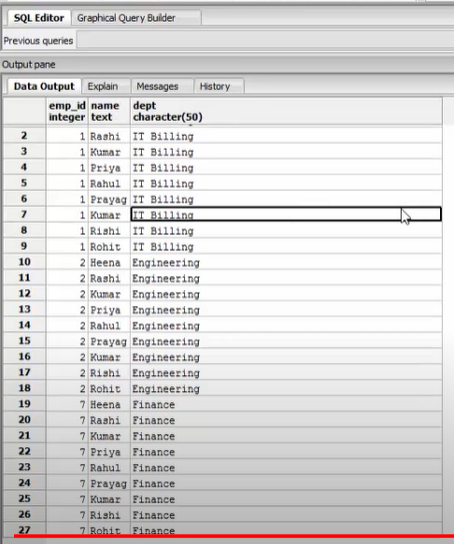 SQL Editor Graphical Query Builder
Previous queries
Output pane
Data Output Explain Messages History
emp_id name dept
integer text character(50)
2 1 Rashi IT Billing
3 1 Kumar IT Billing
4 1 Priya IT Billing
5 1 Rahul IT Billing
6 1 Prayag IT Billing
7 1 Kumar IT Billing
8 1 Rishi IT Billing
9 1 Rohit IT Billing
10 2 Heena Engineering
11 2 Rashi Engineering
12 2 Kumar Engineering
13 2 Priya Engineering
14 2 Rahul Engineering
15 2 Prayag Engineering
16 2 Kumar Engineering
17 2 Rishi Engineering
18 2 Rohit Engineering
19 7 Heena Finance
20 7 Rashi Finance
21 7 Kumar Finance
22 7 Priya Finance
23 7 Rahul Finance
24 7 Prayag Finance
25 7 Kumar Finance
26 7 Rishi Finance
27 7 Rohit Finance